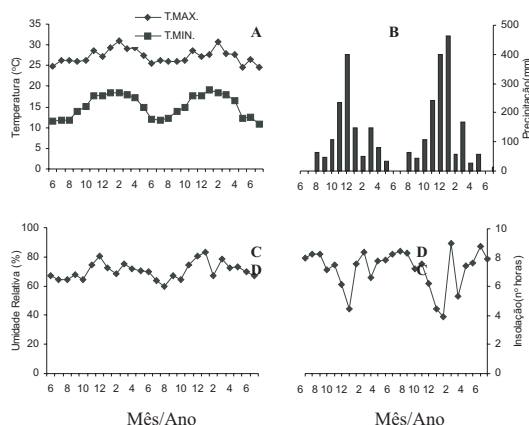 T.MAX.
T.MIN.
A
Temperatura (°C)
35
30
25
20
15
10
5
0
6 8 10 12 2 4 6 8 10 12 2 4 6
B
Precipitação(mm)
500
400
300
200
100
0
6 8 10 12 2 4 6 8 10 12 2 4 6
C
D
Umidade Relativa (%)
100
80
60
40
20
0
6 8 10 12 2 4 6 8 10 12 2 4 6
Mês/Ano
D
C
Insolação(nº horas)
10
8
6
4
2
0
6 8 10 12 2 4 6 8 10 12 2 4 6
Mês/Ano